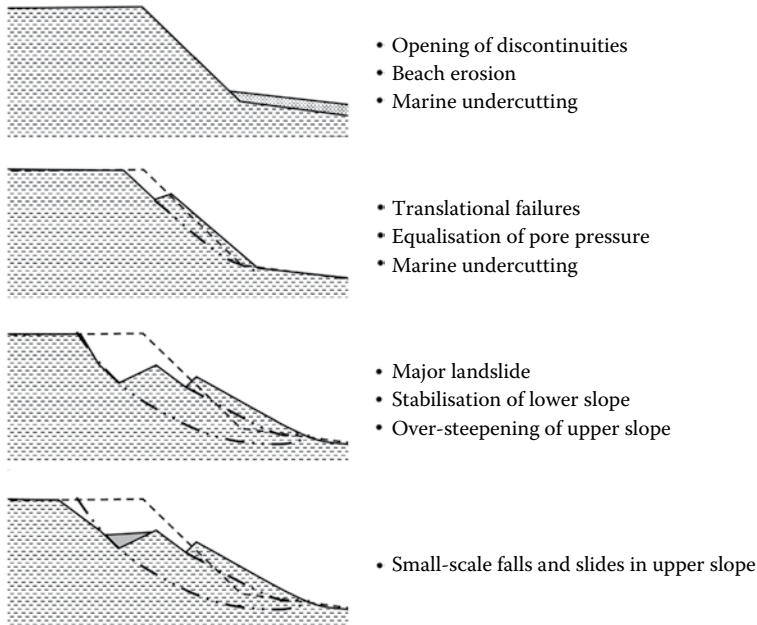 • Opening of discontinuities
• Beach erosion
• Marine undercutting
• Translational failures
• Equalisation of pore pressure
• Marine undercutting
• Major landslide
• Stabilisation of lower slope
• Over-steepening of upper slope
• Small-scale falls and slides in upper slope